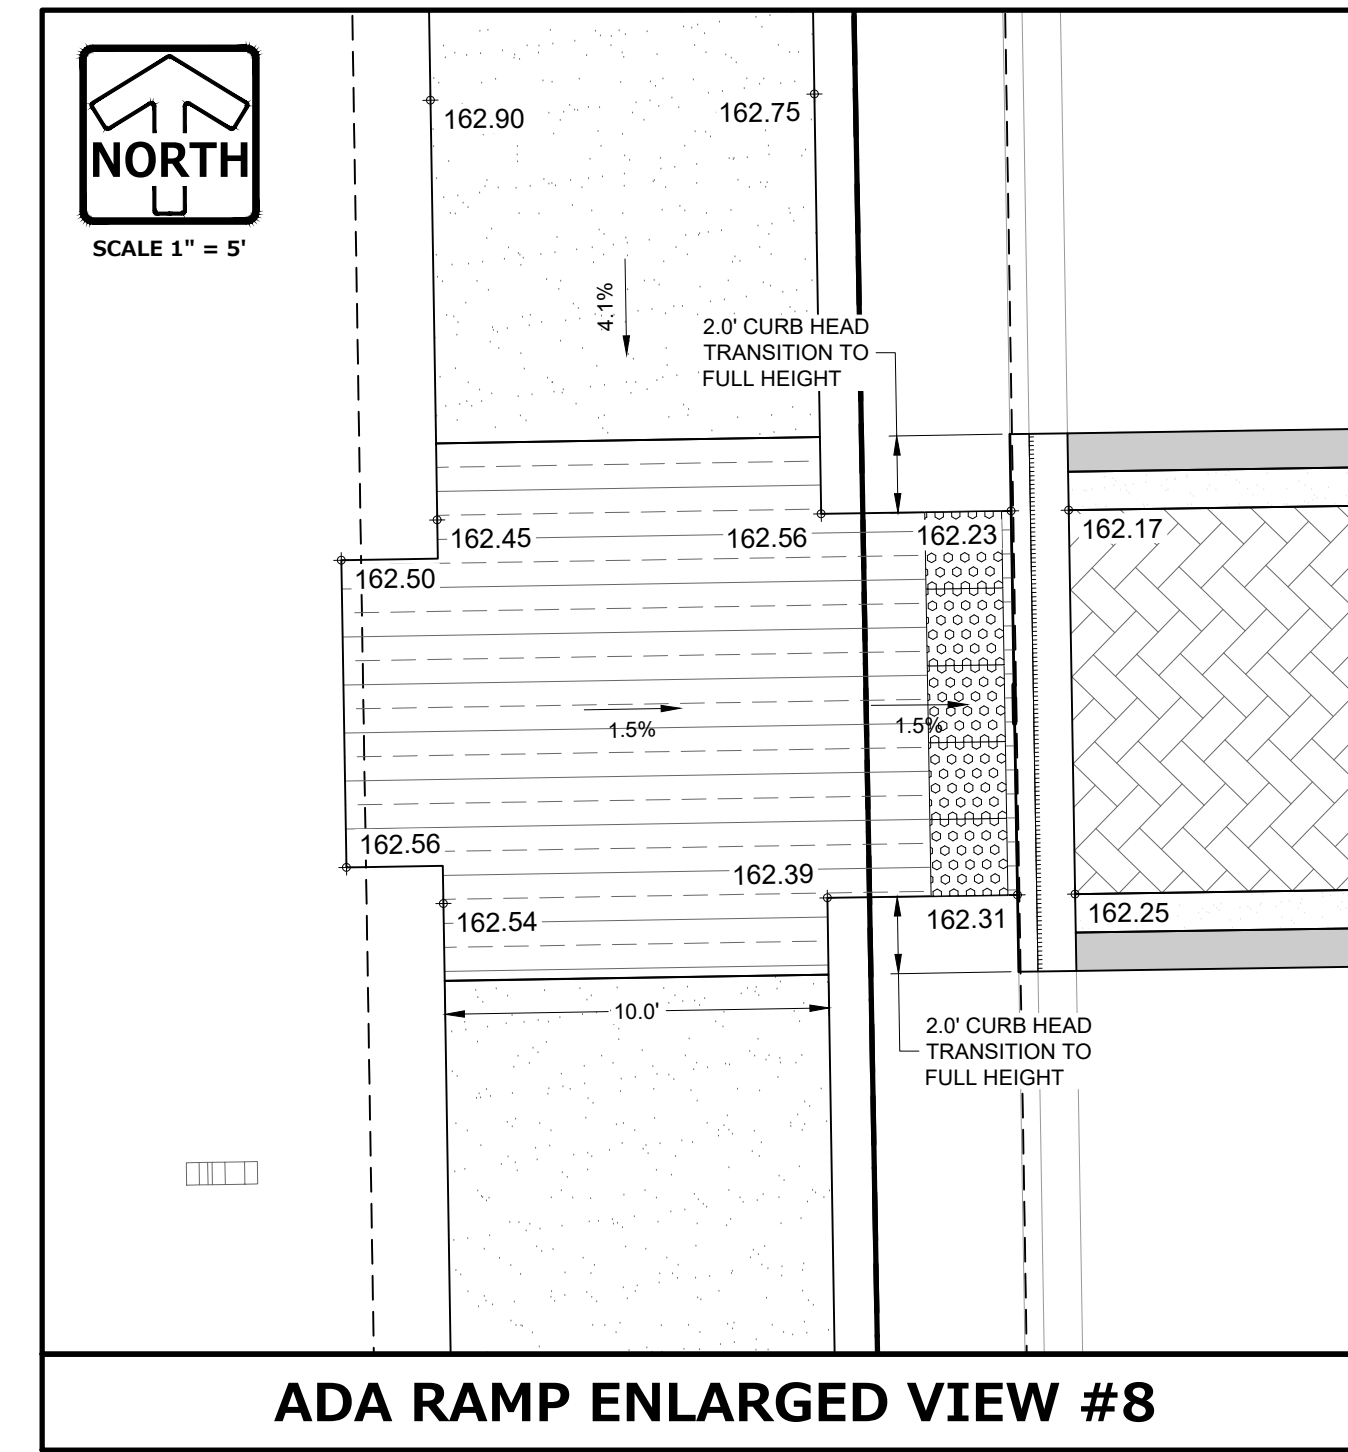 NORTH
SCALE 1" = 5'
162.90
162.75
4.1%
2.0' CURB HEAD
TRANSITION TO
FULL HEIGHT
162.45
162.56
162.23
162.17
162.50
1.5%
1.5%
162.56
162.39
162.54
162.31
162.25
10.0'
2.0' CURB HEAD
TRANSITION TO
FULL HEIGHT
ADA RAMP ENLARGED VIEW #8